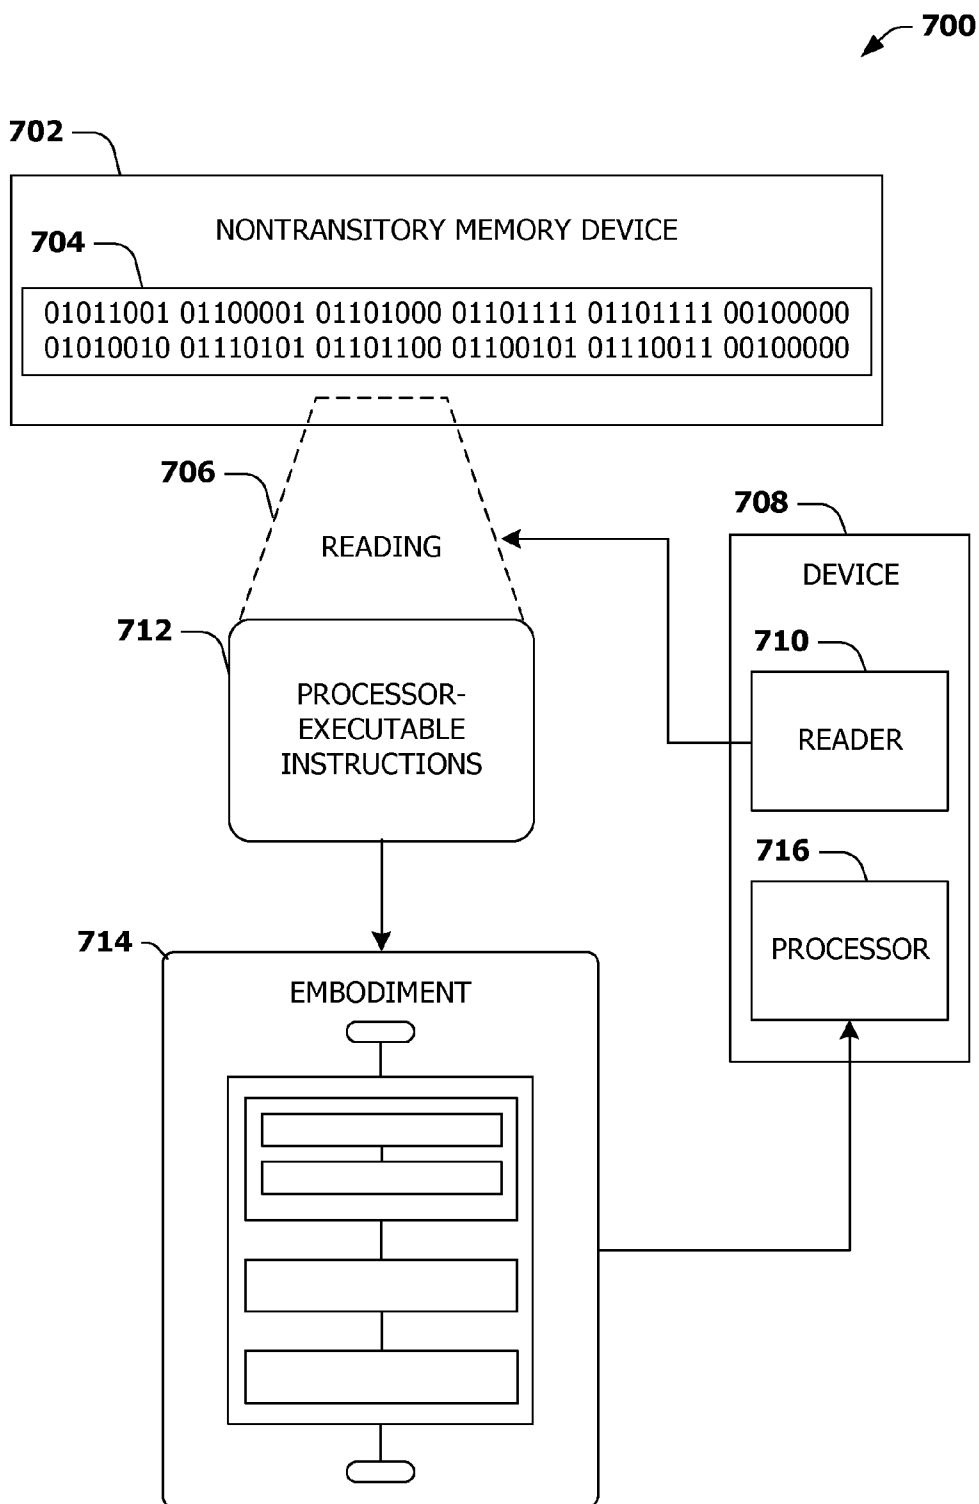 700
702
NONTRANSITORY MEMORY DEVICE
704
01011001 01100001 01101000 01101111 01101111 00100000
01010010 01110101 01101100 01100101 01110011 00100000
706
READING
708
DEVICE
710
READER
712
PROCESSOR-
EXECUTABLE
INSTRUCTIONS
716
PROCESSOR
714
EMBODIMENT